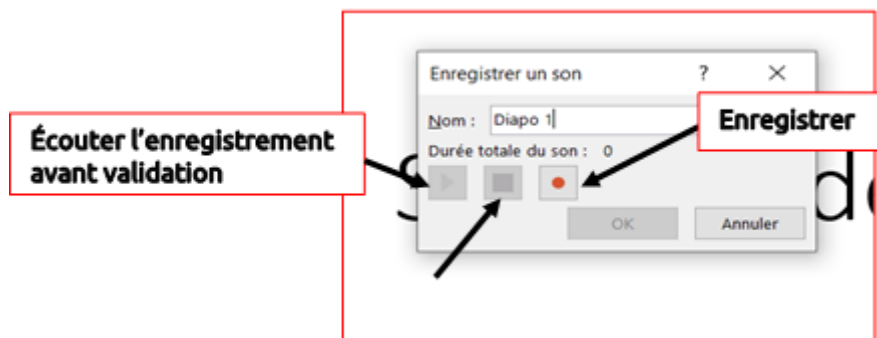 Enregistrer un son ?
Nom : Diapo 1
Enregistrer
Écouter l'enregistrement
avant validation
Durée totale du son : 0
OK Annuler